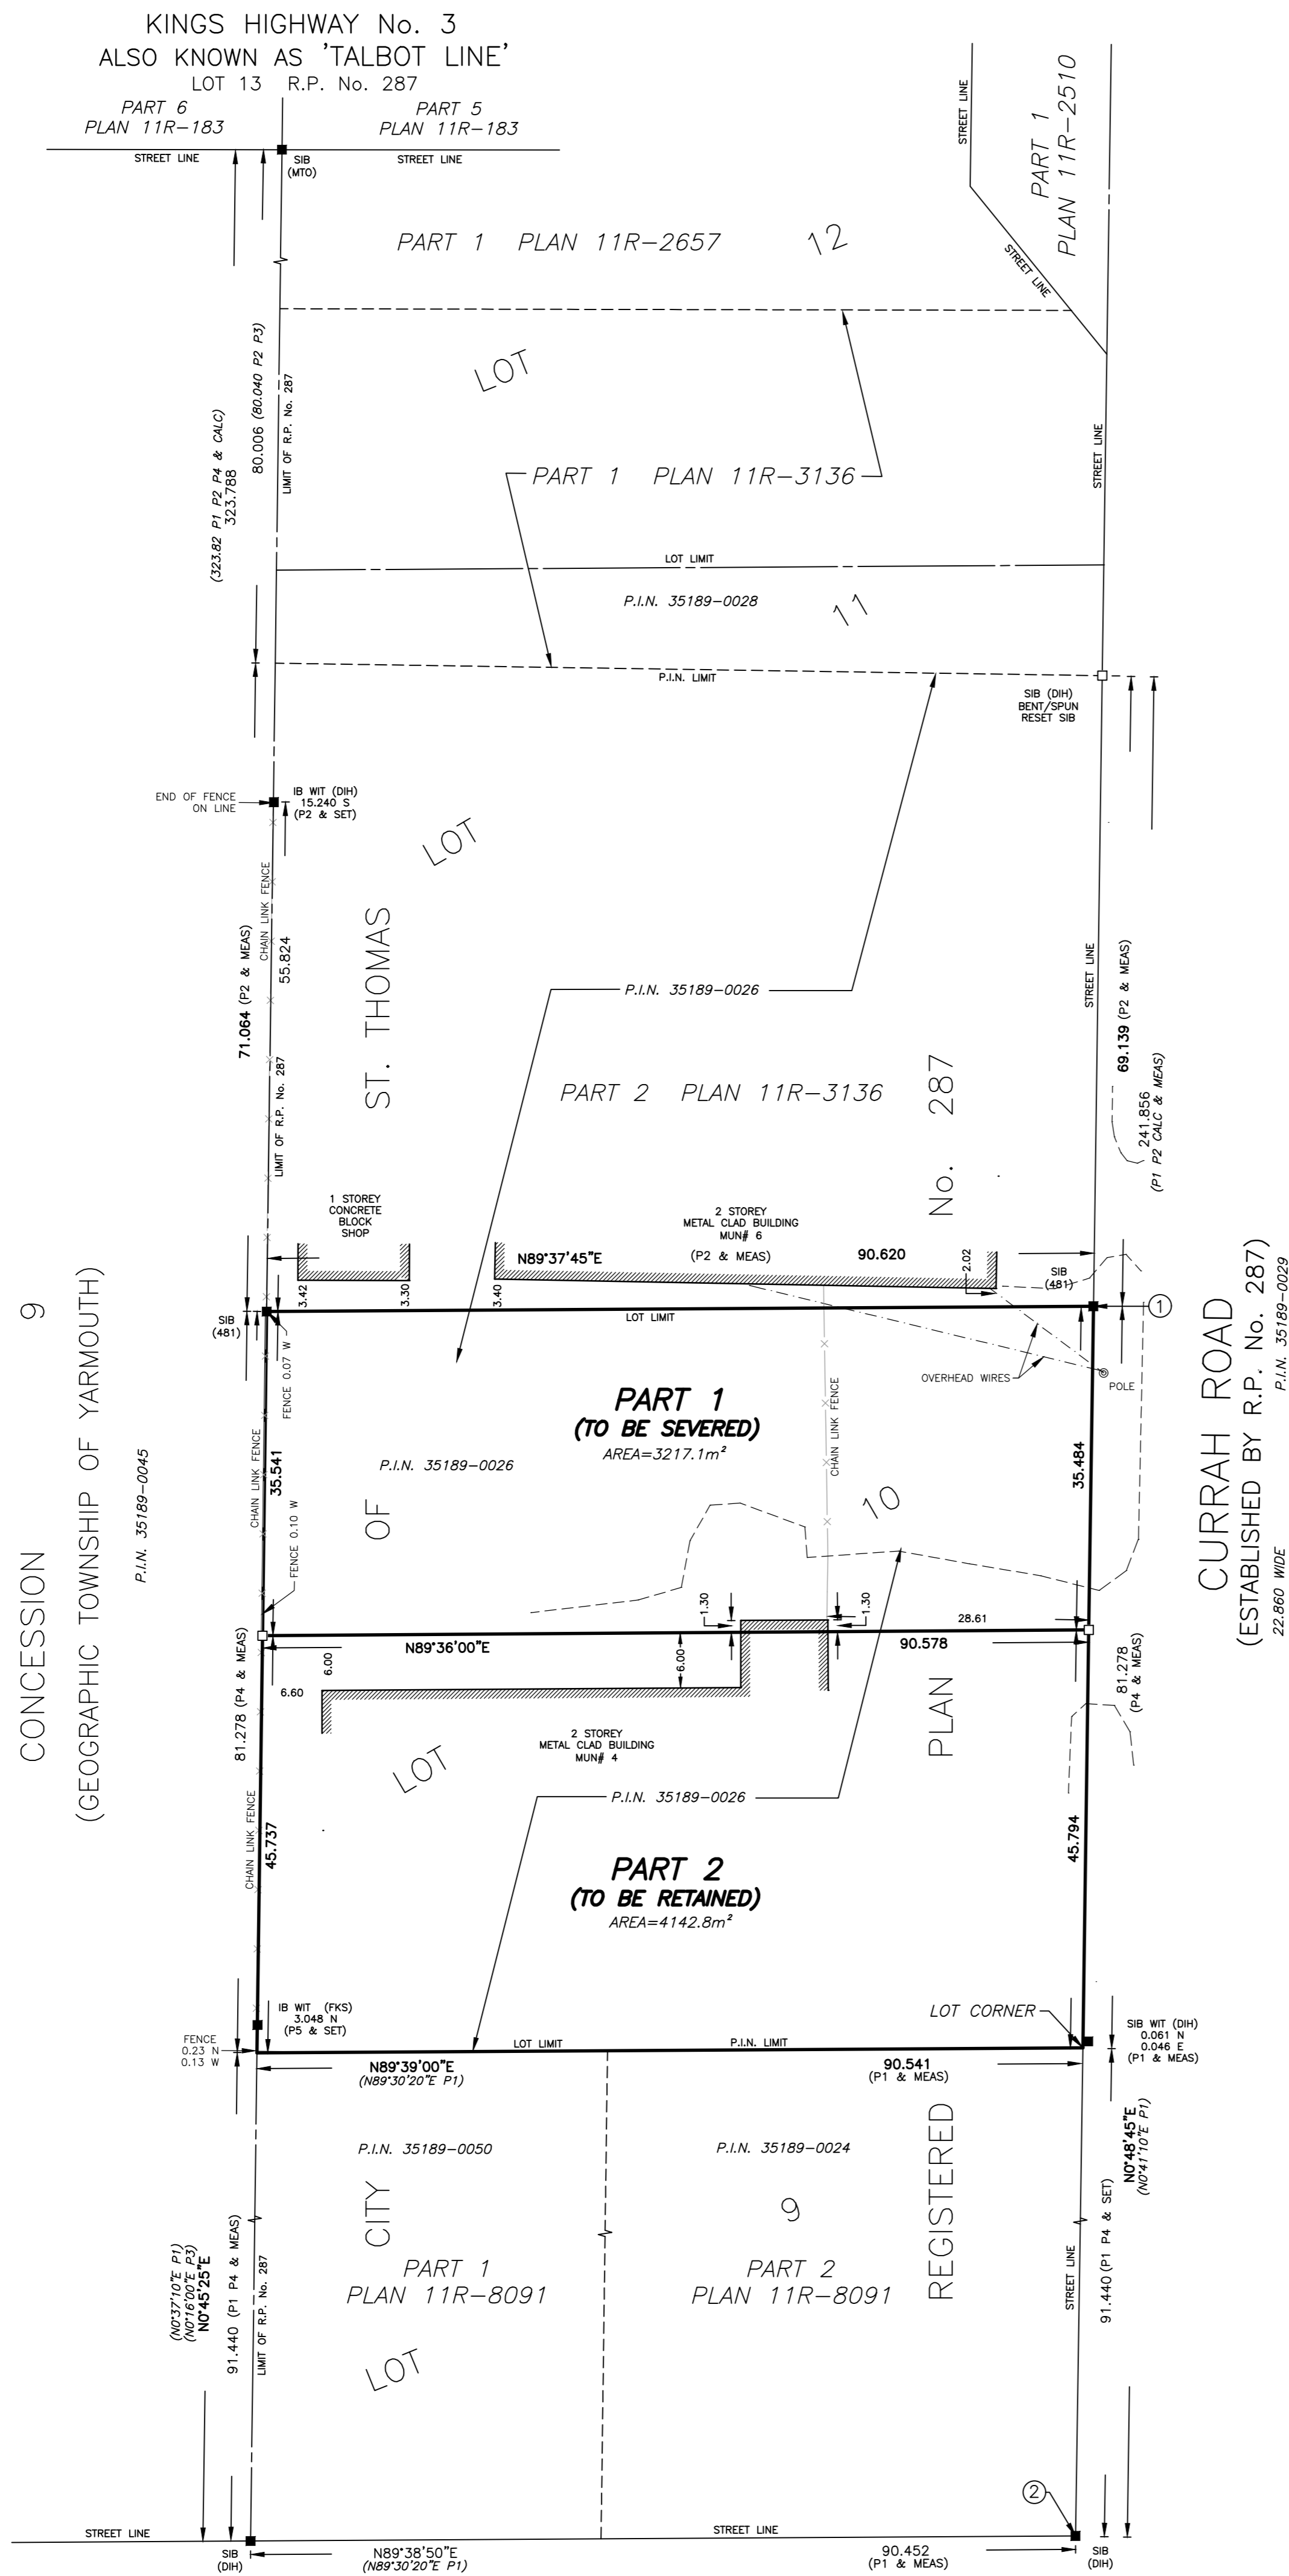 KINGS HIGHWAY No. 3
ALSO KNOWN AS 'TALBOT LINE'
LOT 13 R.P. No. 287
PART 6
PLAN 11R-183
PART 5
PLAN 11R-183
STREET LINE
STREET LINE
SIB
(MTO)
STREET LINE
PART 1
PLAN 11R-2510
STREET LINE
PART 1 PLAN 11R-2657
12
LOT
(323.82 P1 P2 P4 & CALC)
323.788
80.006 (80.040 P2 P3)
LIMIT OF R.P. No. 287
STREET LINE
PART 1 PLAN 11R-3136
LOT LIMIT
P.I.N. 35189-0028
11
P.I.N. LIMIT
SIB (DIH)
BENT/SPUN
RESET SIB
END OF FENCE
ON LINE
IB WIT (DIH)
15.240 S
(P2 & SET)
LOT
CHAIN LINK FENCE
71.064 (P2 & MEAS)
55.824
LIMIT OF R.P. No. 287
ST. THOMAS
P.I.N. 35189-0026
STREET LINE
69.139 (P2 & MEAS)
241.856
(P1 P2 CALC & MEAS)
PART 2 PLAN 11R-3136
No. 287
1 STOREY
CONCRETE
BLOCK
SHOP
2 STOREY
METAL CLAD BUILDING
MUN# 6
N89°37'45"E
(P2 & MEAS)
90.620
2.02
SIB
(481)
3.42
3.30
3.40
SIB
(481)
LOT LIMIT
1
FENCE 0.07 W
OVERHEAD WIRES
POLE
PART 1
(TO BE SEVERED)
AREA=3217.1m²
CHAIN LINK FENCE
CHAIN LINK FENCE
35.541
35.484
P.I.N. 35189-0026
OF
10
FENCE 0.10 W
CONCESSION 9
(GEOGRAPHIC TOWNSHIP OF YARMOUTH)
P.I.N. 35189-0045
CURRAH ROAD
(ESTABLISHED BY R.P. No. 287)
22.860 WIDE P.I.N. 35189-0029
1.30
1.30
28.61
N89°36'00"E
90.578
6.00
6.00
6.60
81.278 (P4 & MEAS)
81.278
(P4 & MEAS)
PLAN
2 STOREY
METAL CLAD BUILDING
MUN# 4
LOT
P.I.N. 35189-0026
CHAIN LINK FENCE
45.737
45.794
PART 2
(TO BE RETAINED)
AREA=4142.8m²
IB WIT (FKS)
3.048 N
(P5 & SET)
FENCE
0.23 N
0.13 W
LOT CORNER
SIB WIT (DIH)
0.061 N
0.046 E
(P1 & MEAS)
LOT LIMIT
P.I.N. LIMIT
N89°39'00"E
(N89°30'20"E P1)
90.541
(P1 & MEAS)
P.I.N. 35189-0050
P.I.N. 35189-0024
N0°48'45"E
(N0°41'10"E P1)
CITY
REGISTERED
9
(N0°37'10"E P1)
(N0°16'00"E P3)
N0°45'25"E
91.440 (P1 P4 & MEAS)
LIMIT OF R.P. No. 287
PART 1
PLAN 11R-8091
PART 2
PLAN 11R-8091
STREET LINE
91.440 (P1 P4 & SET)
LOT
2
STREET LINE
STREET LINE
SIB
(DIH)
N89°38'50"E
(N89°30'20"E P1)
90.452
(P1 & MEAS)
SIB
(DIH)